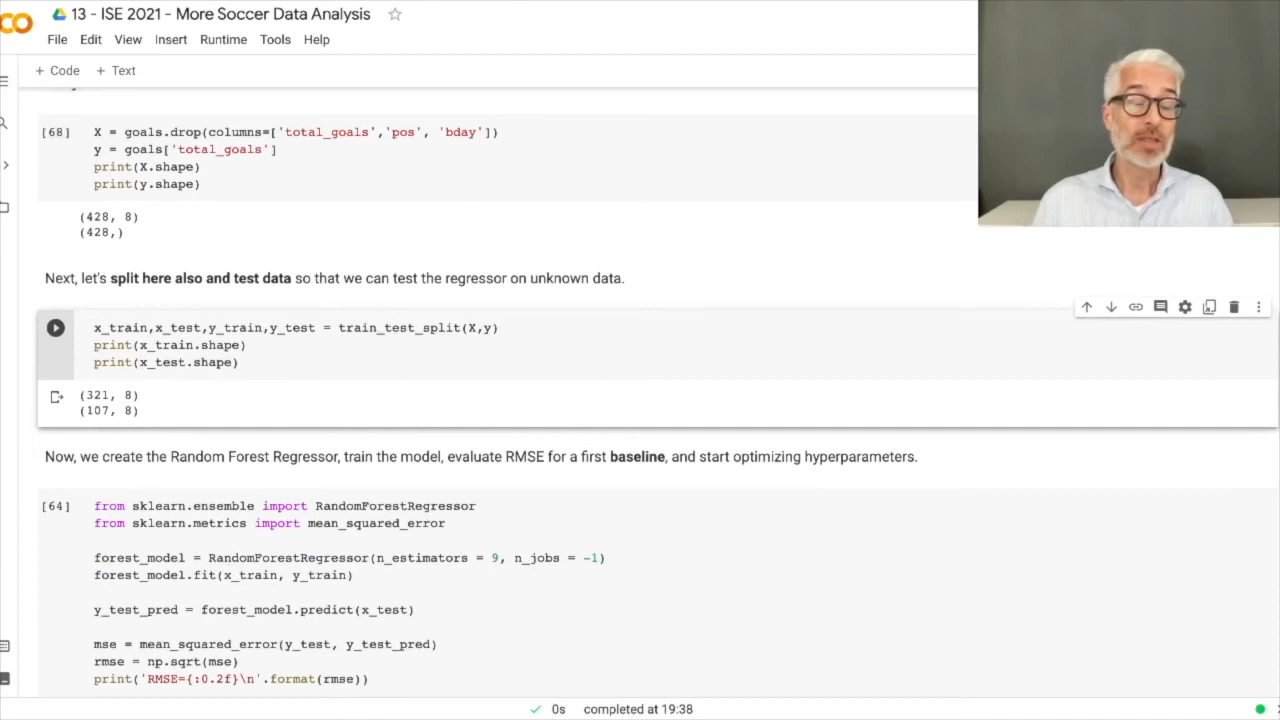 13 - ISE 2021 - More Soccer Data Analysis
File Edit View Insert Runtime Tools Help
+ Code + Text
[68] X = goals.drop(columns=['total_goals','pos', 'bday'])
y = goals['total_goals']
print(X.shape)
print(y.shape)
(428, 8)
(428,)
Next, let's split here also and test data so that we can test the regressor on unknown data.
x_train,x_test,y_train,y_test = train_test_split(X,y)
print(x_train.shape)
print(x_test.shape)
(321, 8)
(107, 8)
Now, we create the Random Forest Regressor, train the model, evaluate RMSE for a first baseline, and start optimizing hyperparameters.
[64] from sklearn.ensemble import RandomForestRegressor
from sklearn.metrics import mean_squared_error
forest_model = RandomForestRegressor(n_estimators = 9, n_jobs = -1)
forest_model.fit(x_train, y_train)
y_test_pred = forest_model.predict(x_test)
mse = mean_squared_error(y_test, y_test_pred)
rmse = np.sqrt(mse)
print('RMSE={:0.2f}\n'.format(rmse))
0s completed at 19:38